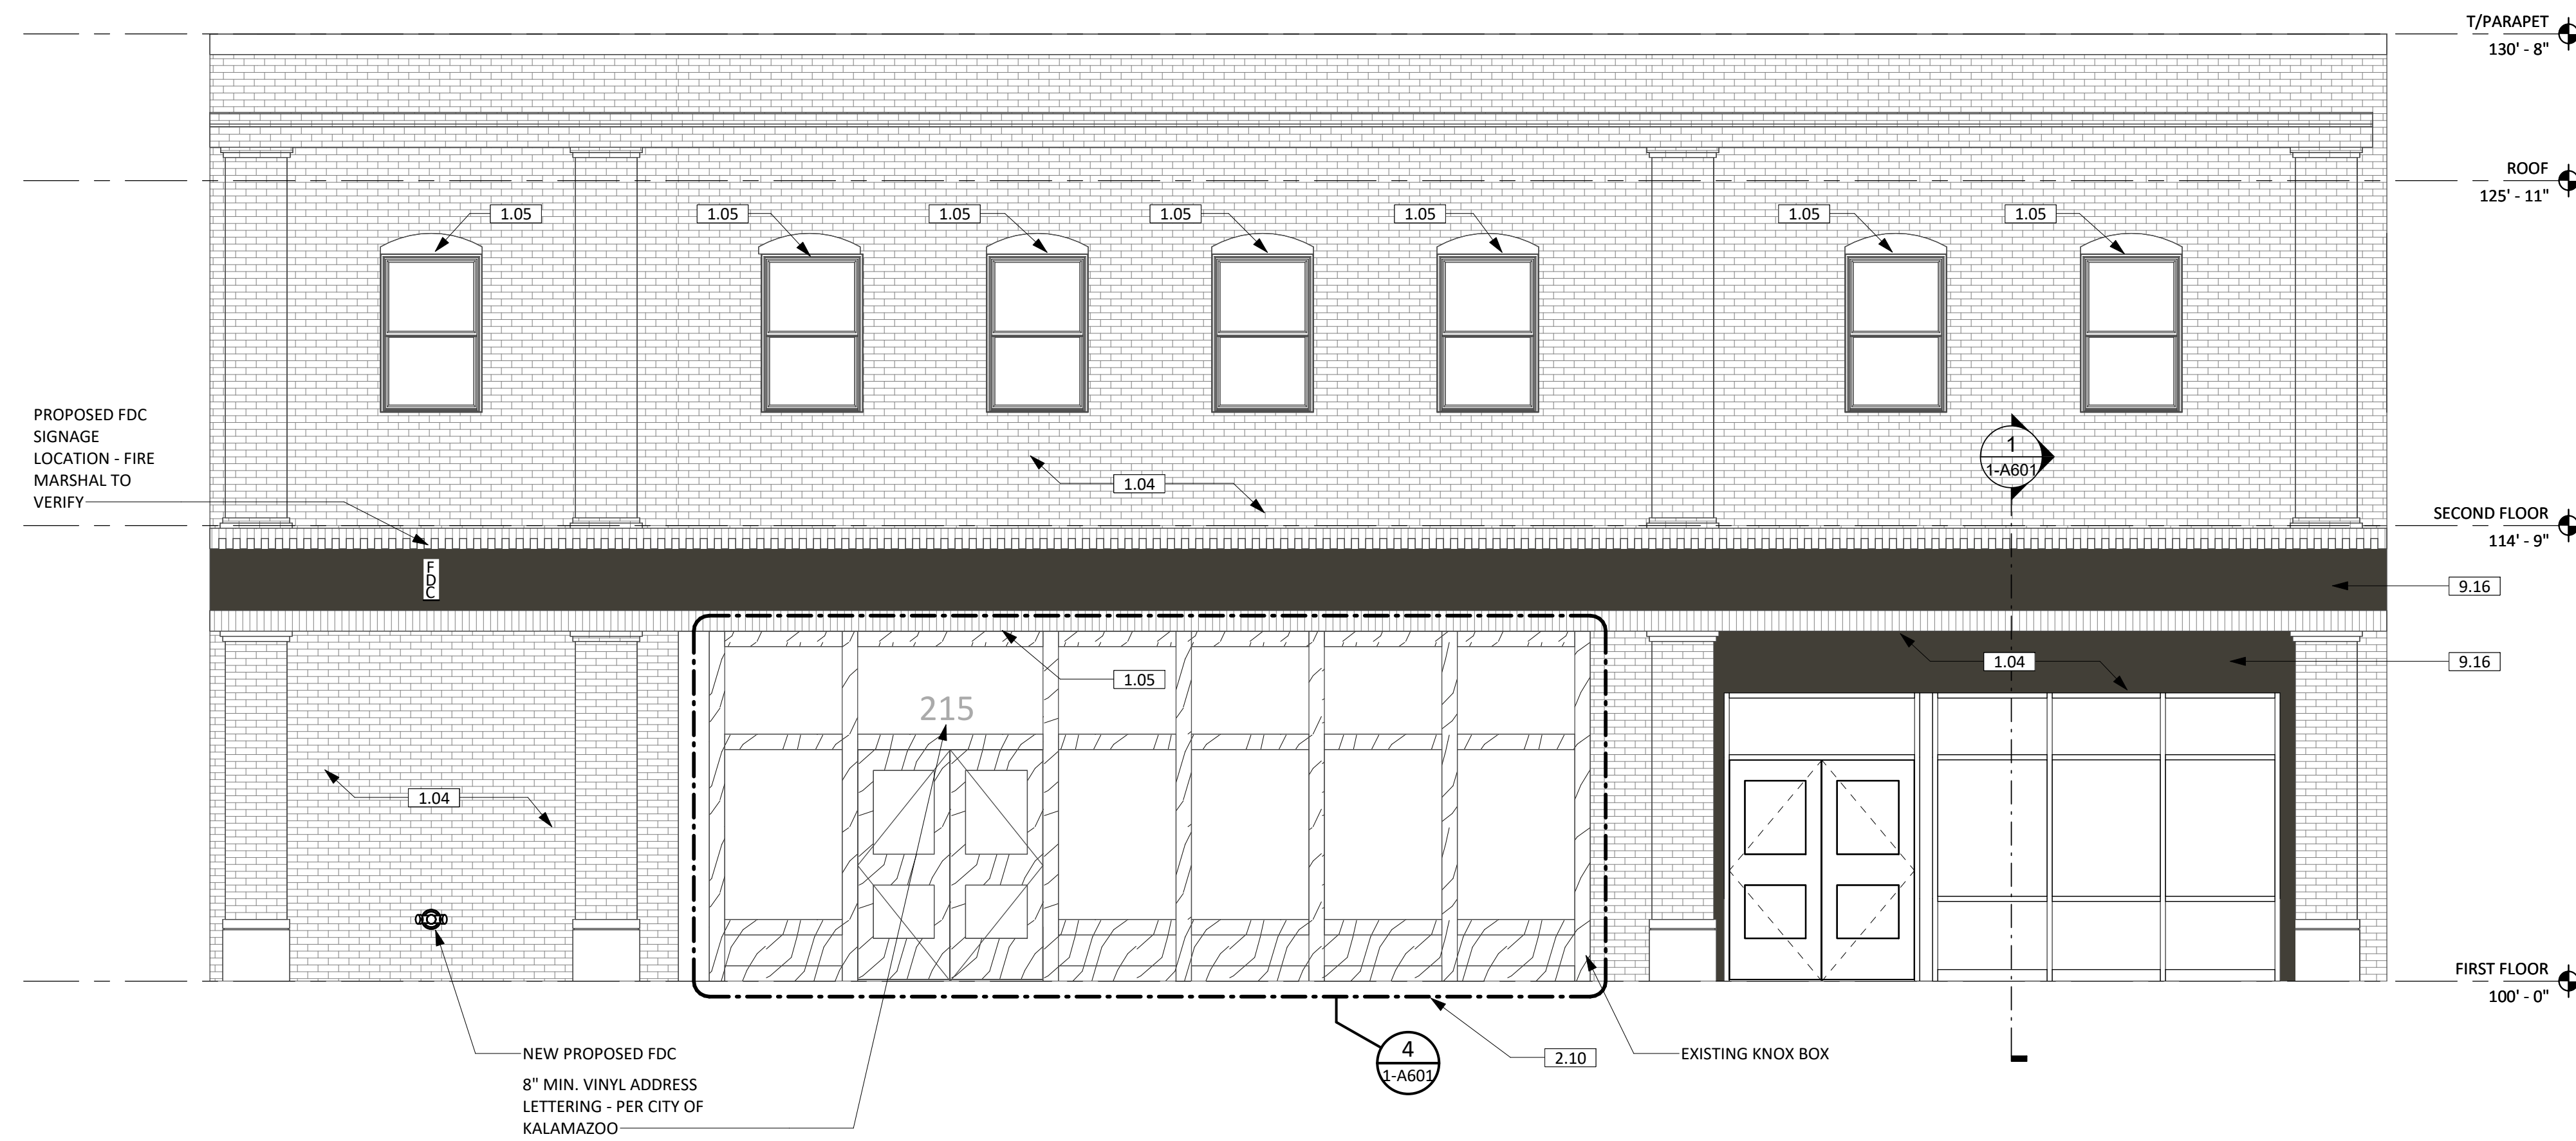 T/PARAPET
130' - 8"
ROOF
125' - 11"
1.05
1.05
1.05
1.05
1.05
1.05
1.05
PROPOSED FDC
SIGNAGE
LOCATION - FIRE
MARSHAL TO
VERIFY
1
1-A601
1.04
SECOND FLOOR
114' - 9"
F
D
C
9.16
1.05
1.04
9.16
215
1.04
FIRST FLOOR
100' - 0"
NEW PROPOSED FDC
8" MIN. VINYL ADDRESS
LETTERING - PER CITY OF
KALAMAZOO
4
1-A601
2.10
EXISTING KNOX BOX